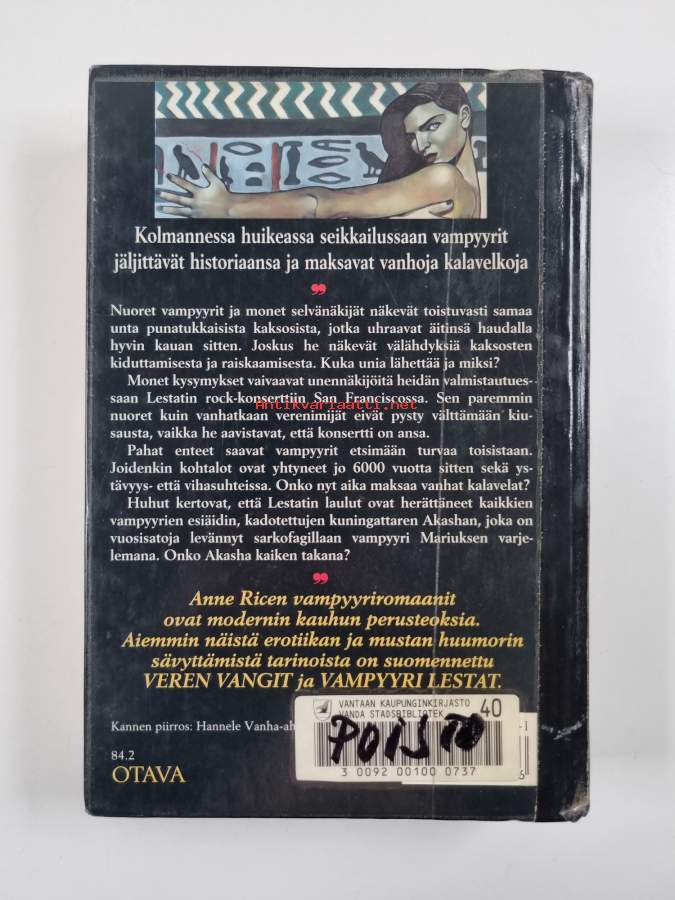 Kolmannessa huikeassa seikkailussaan vampyyrit
jäljittävät historiaansa ja maksavat vanhoja kalavelkoja
Nuoret vampyyrit ja monet selvänäkijät näkevät toistuvasti samaa
unta punatukkaisista kaksosista, jotka uhraavat äitinsä haudalla
hyvin kauan sitten. Joskus he näkevät välähdyksiä kaksosten
kiduttamisesta ja raiskaamisesta. Kuka unia lähettää ja miksi?
Monet kysymykset vaivaavat unennäkijöitä heidän valmistautues-
saan Lestatin rock-konserttiin San Franciscossa. Sen paremmin
Antikvariaatti.net
nuoret kuin vanhatkaan verenimijät eivät pysty välttämään kiu-
sausta, vaikka he aavistavat, että konsertti on ansa.
Pahat enteet saavat vampyyrit etsimään turvaa toisistaan.
Joidenkin kohtalot ovat yhtyneet jo 6000 vuotta sitten sekä ys-
tävyys- että vihasuhteissa. Onko nyt aika maksaa vanhat kalavelat?
Huhut kertovat, että Lestatin laulut ovat herättäneet kaikkien
vampyyrien esiäidin, kadotettujen kuningattaren Akashan, joka on
vuosisatoja levännyt sarkofagillaan vampyyri Mariuksen varje-
lemana. Onko Akasha kaiken takana?
Anne Ricen vampyyriromaanit
ovat modernin kauhun perusteoksia.
Aiemmin näistä erotiikan ja mustan huumorin
sävyttämistä tarinoista on suomennettu
VEREN VANGIT ja VAMPYYRI LESTAT.
VANTAAN KAUPUNGINKIRJASTO
VANDA STADSBIBLIOTEK
40
Kannen piirros: Hannele Vanha-ah
-1
POISTO
84.2
OTAVA
3 0092 00100 0737